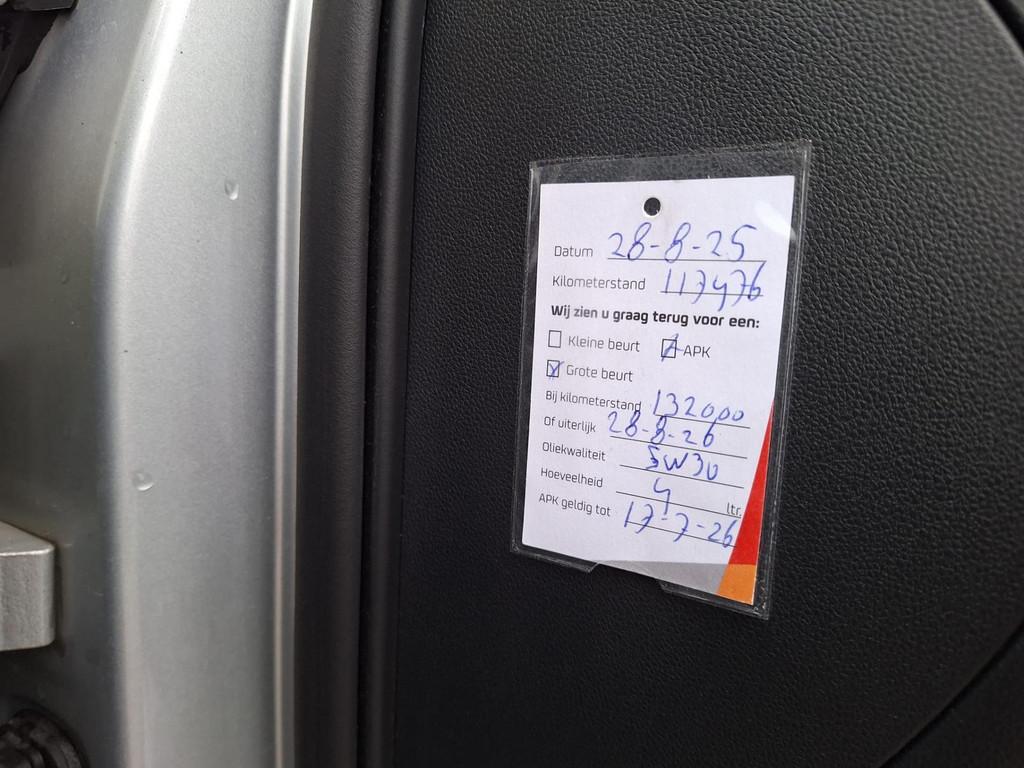 Datum 28-8-25
Kilometerstand 117476
Wij zien u graag terug voor een:
Kleine beurt APK
Grote beurt
Bij kilometerstand 132000
Of uiterlijk 28-8-26
Oliekwaliteit 5W30
Hoeveelheid 4 ltr.
APK geldig tot 17-7-26